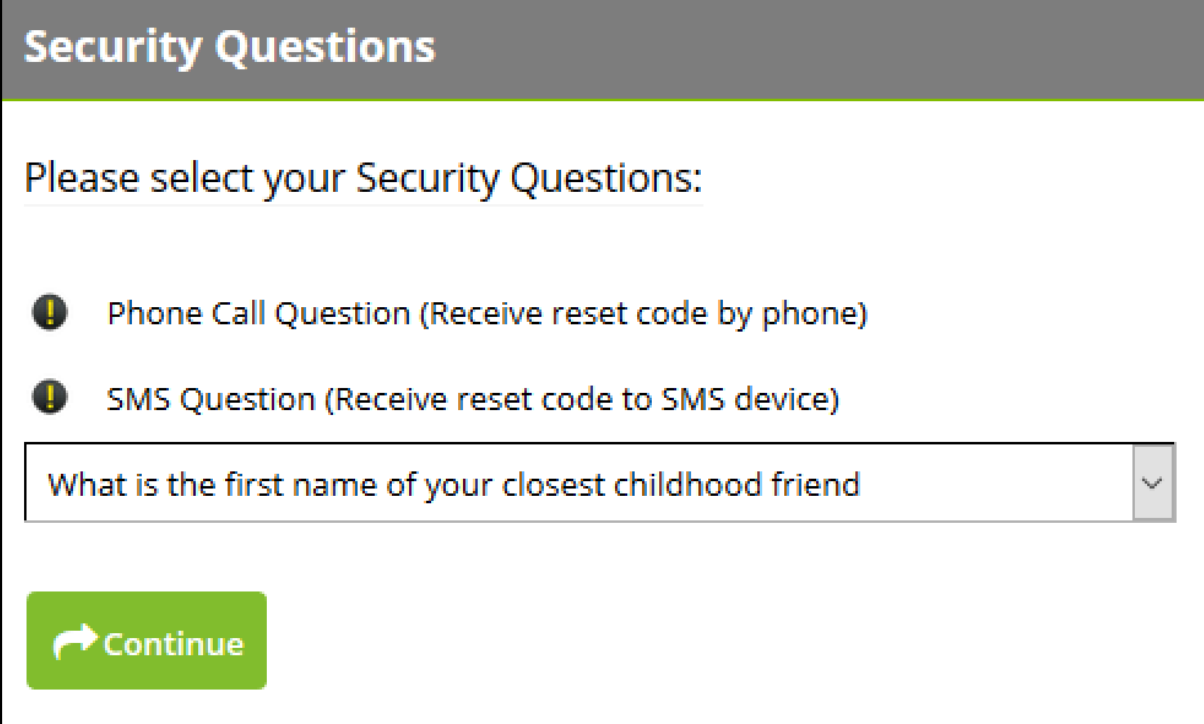 Security Questions
Please select your Security Questions:
Phone Call Question (Receive reset code by phone)
SMS Question (Receive reset code to SMS device)
What is the first name of your closest childhood friend
Continue